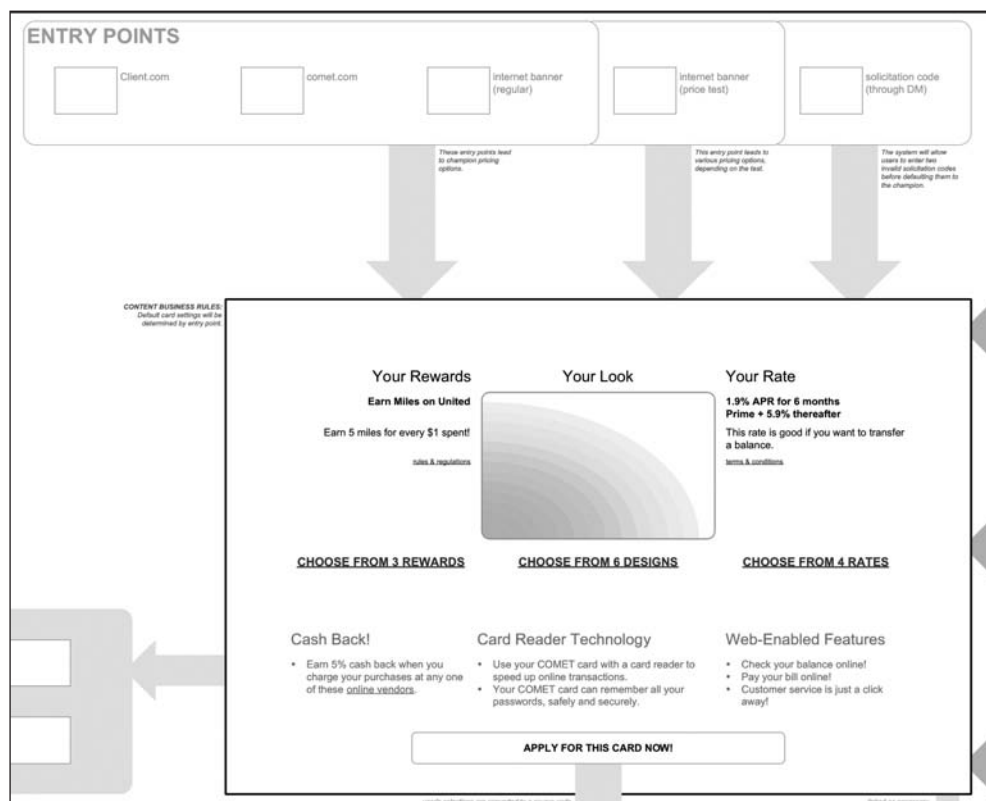 ENTRY POINTS
Client.com
comet.com
internet banner
(regular)
internet banner
(price test)
solicitation code
(through DM)
These entry points lead
to champion pricing
options.
This entry point leads to
various pricing options,
depending on the test.
The system will allow
users to enter two
invalid solicitation codes
before defaulting them to
the champion.
CONTENT BUSINESS RULES:
Default card settings will be
determined by entry point.
Your Rewards
Earn Miles on United
Earn 5 miles for every $1 spent!
rules & regulations
Your Look
Your Rate
1.9% APR for 6 months
Prime + 5.9% thereafter
This rate is good if you want to transfer
a balance.
terms & conditions
CHOOSE FROM 3 REWARDS
CHOOSE FROM 6 DESIGNS
CHOOSE FROM 4 RATES
Cash Back!
• Earn 5% cash back when you
charge your purchases at any one
of these online vendors.
Card Reader Technology
• Use your COMET card with a card reader to
speed up online transactions.
• Your COMET card can remember all your
passwords, safely and securely.
Web-Enabled Features
• Check your balance online!
• Pay your bill online!
• Customer service is just a click
away!
APPLY FOR THIS CARD NOW!